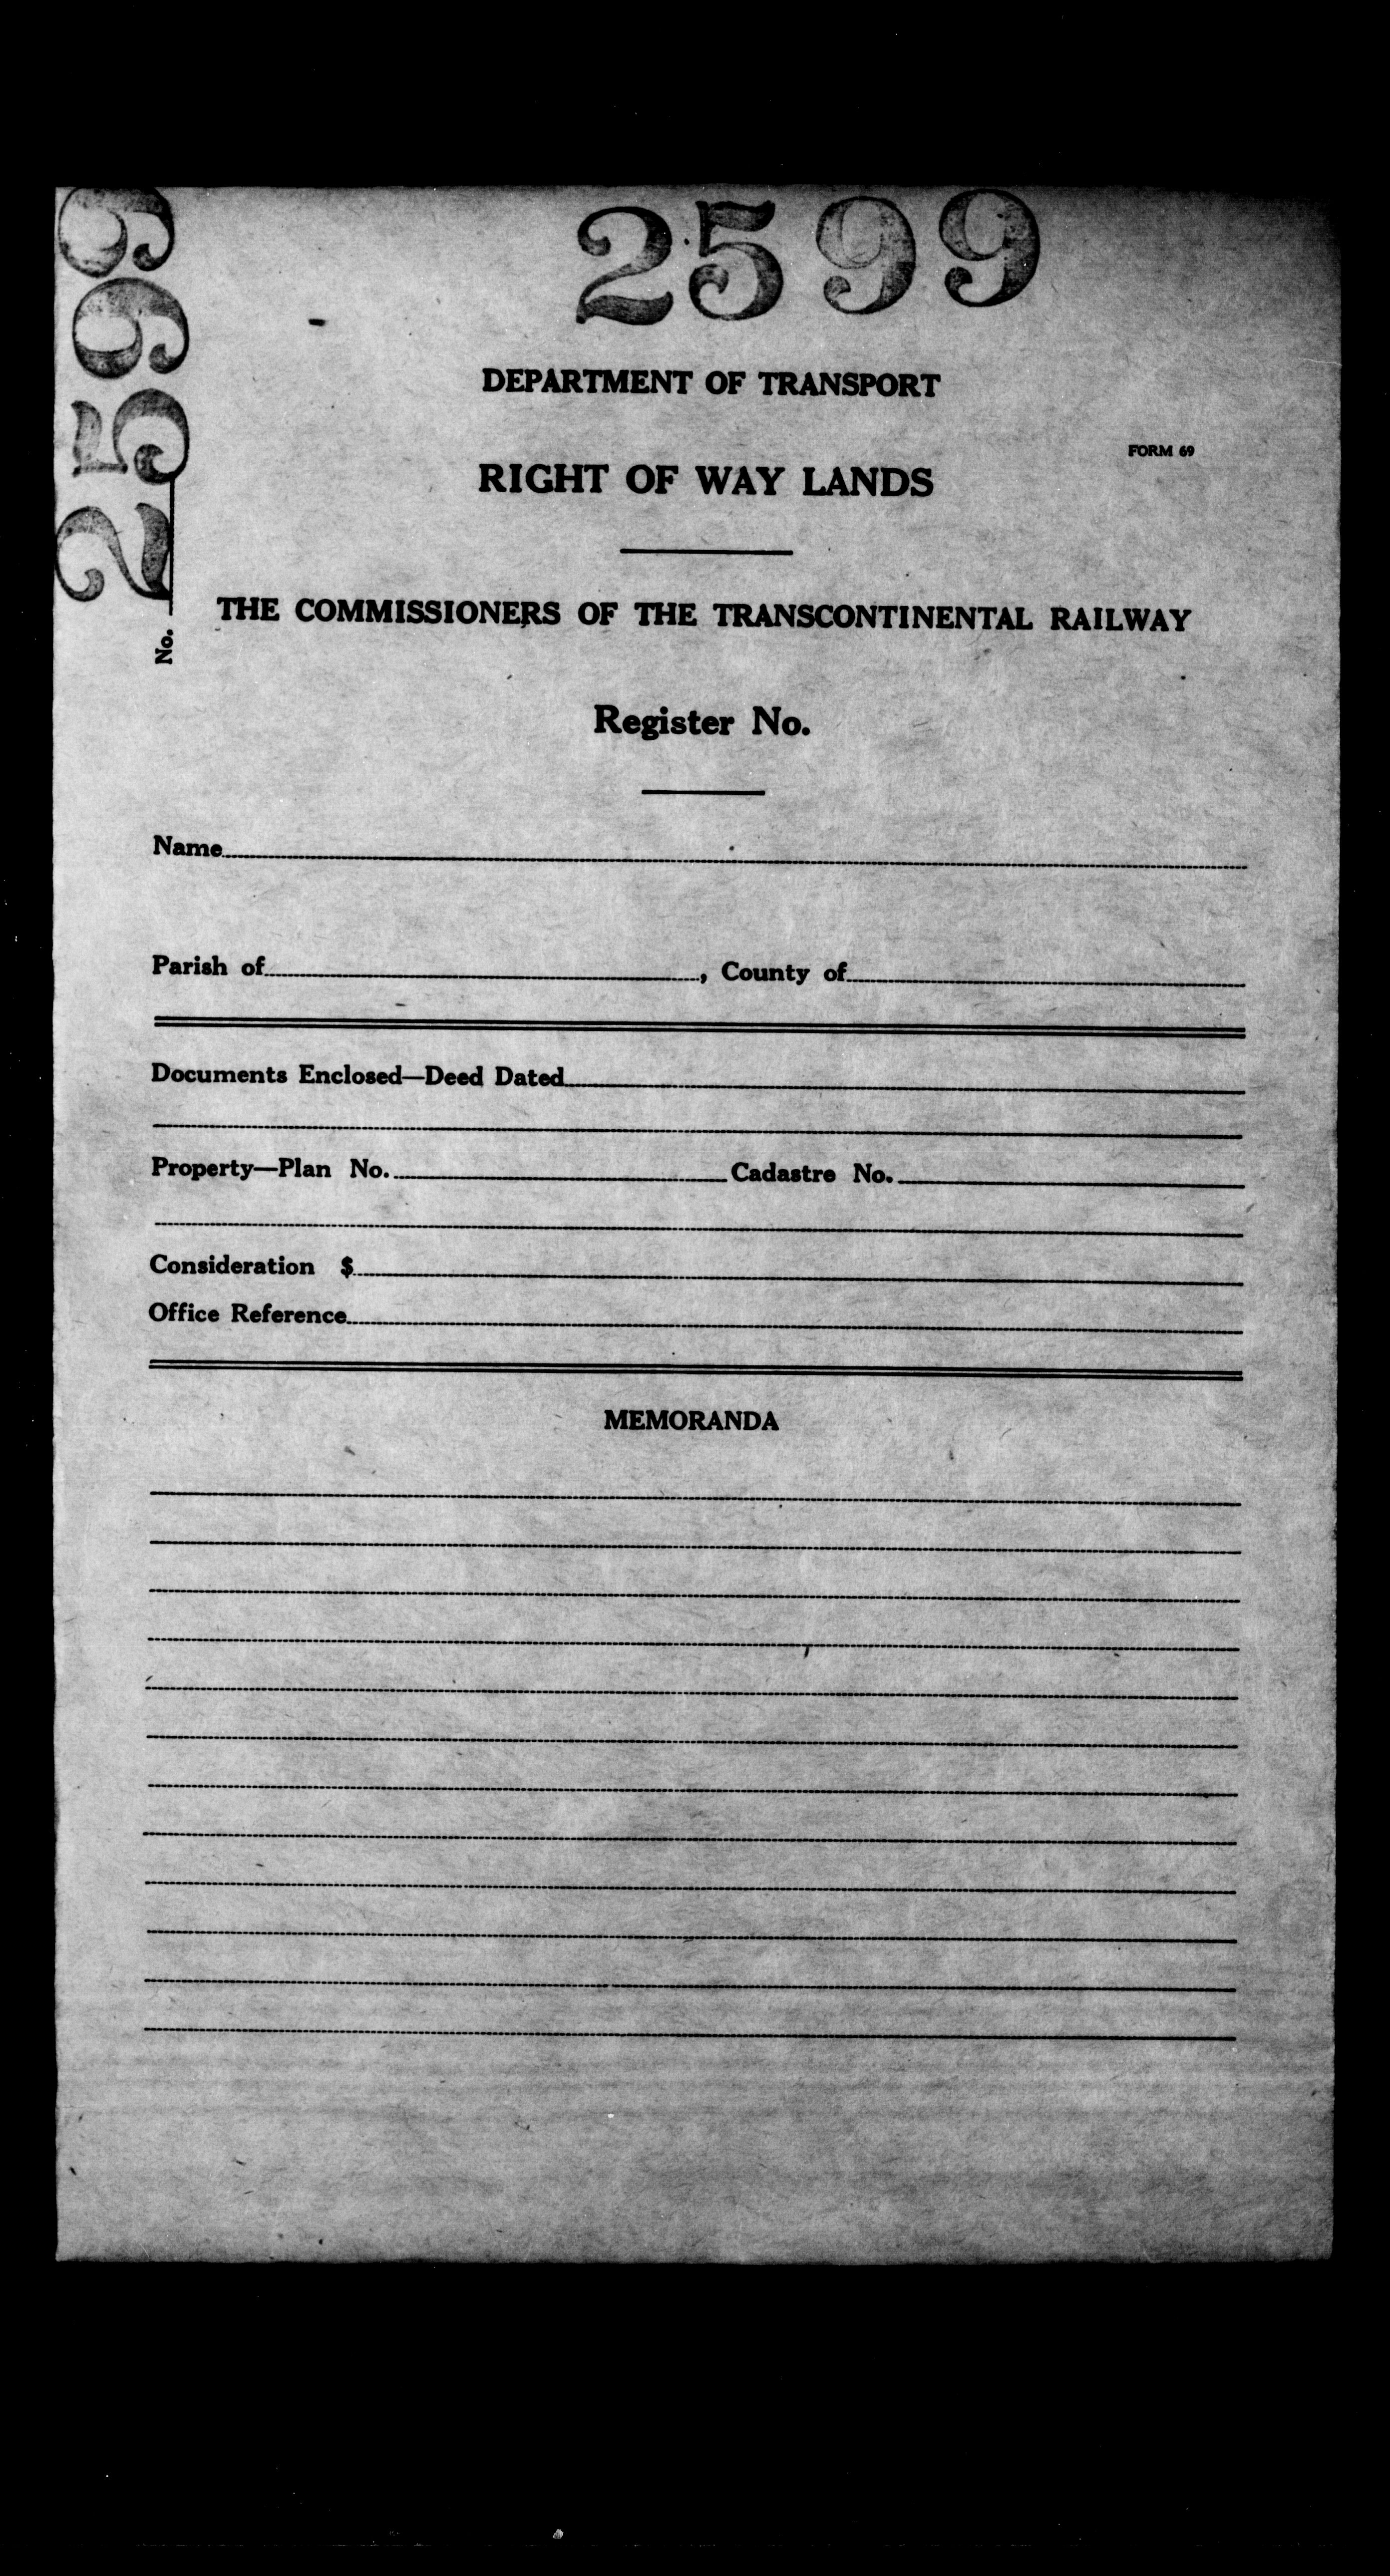 2599
DEPARTMENT OF TRANSPORT
FORM 69
RIGHT OF WAY LANDS
THE COMMISSIONERS OF THE TRANSCONTINENTAL RAILWAY
No. 2599
Register No.
Name
Parish of, County of
Documents Enclosed—Deed Dated
Property—Plan No. Cadastre No.
Consideration $
Office Reference
MEMORANDA